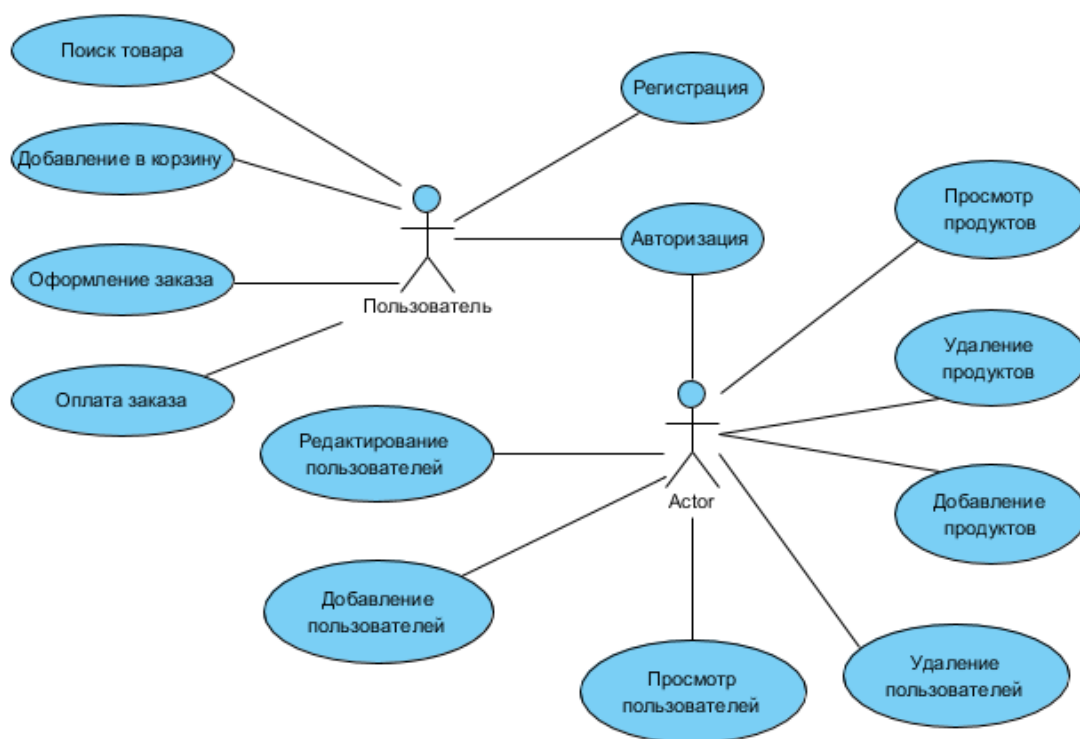 Поиск товара
Регистрация
Добавление в корзину
Просмотр
продуктов
Авторизация
Оформление заказа
Пользователь
Удаление
продуктов
Оплата заказа
Редактирование
пользователей
Actor
Добавление
продуктов
Добавление
пользователей
Просмотр
пользователей
Удаление
пользователей